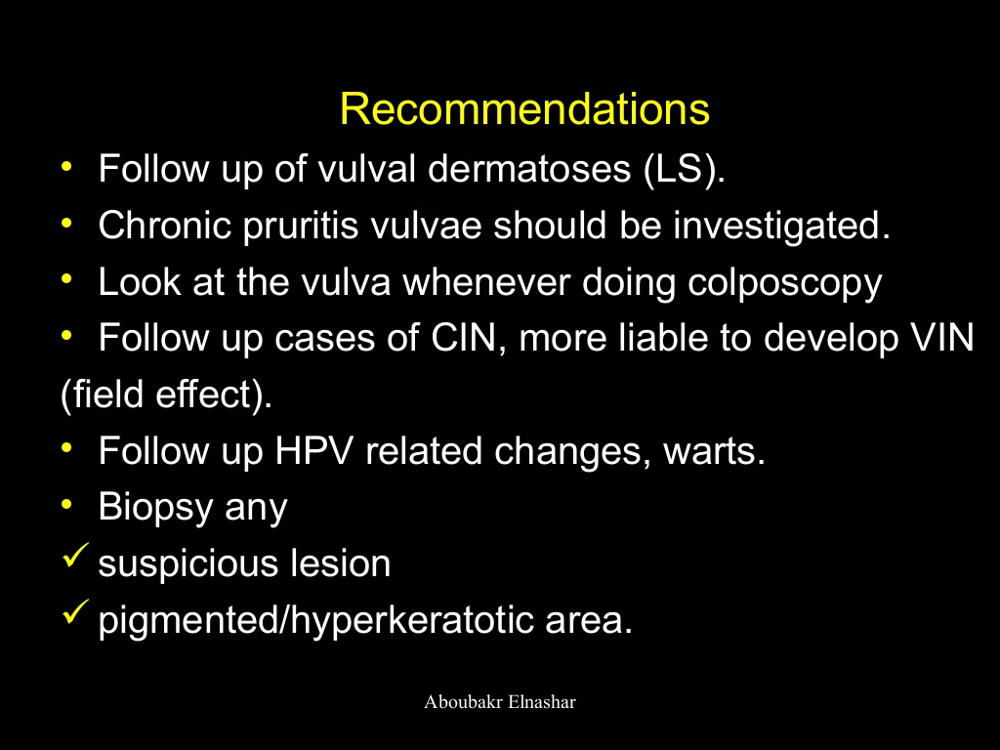 Recommendations
• Follow up of vulval dermatoses (LS).
• Chronic pruritis vulvae should be investigated.
• Look at the vulva whenever doing colposcopy
• Follow up cases of CIN, more liable to develop VIN
(field effect).
• Follow up HPV related changes, warts.
• Biopsy any
✓ suspicious lesion
✓ pigmented/hyperkeratotic area.
Aboubakr Elnashar